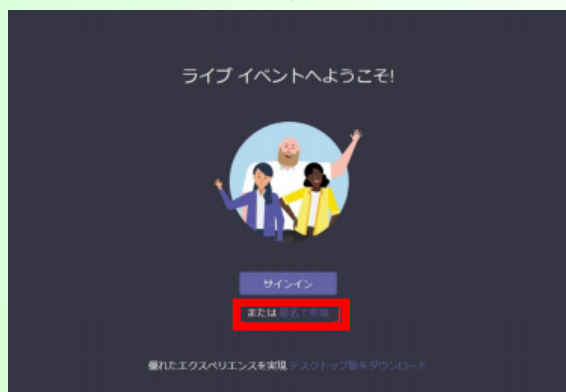 ライブ イベントへようこそ!
サインイン
または 匿名で参加
優れたエクスペリエンスを実現 デスクトップ版をダウンロード